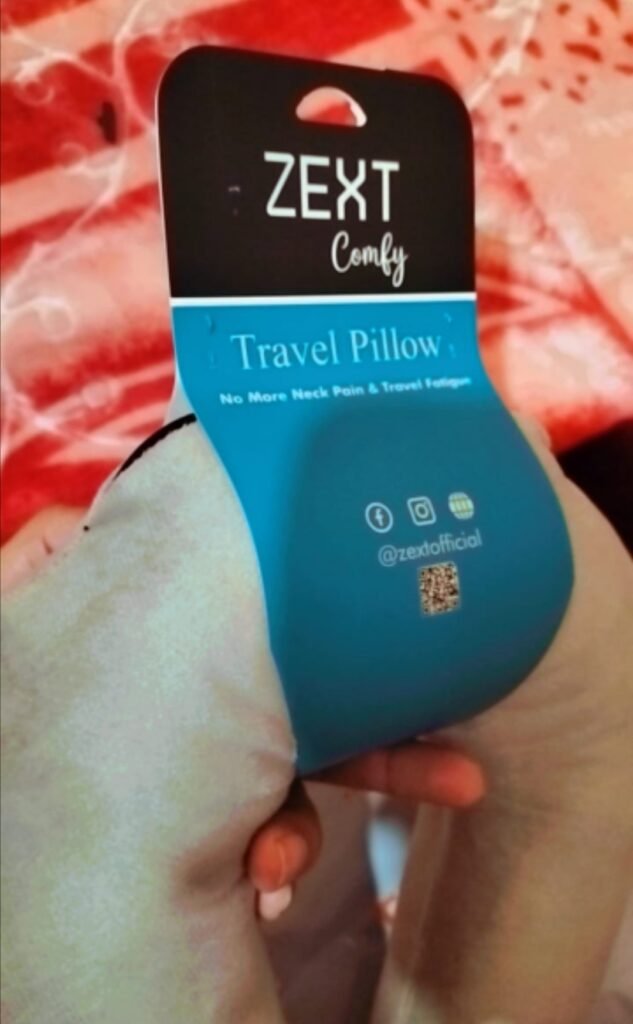 ZEXT
Comfy
Travel Pillow
No More Neck Pain & Travel Fatigue
@zextofficial